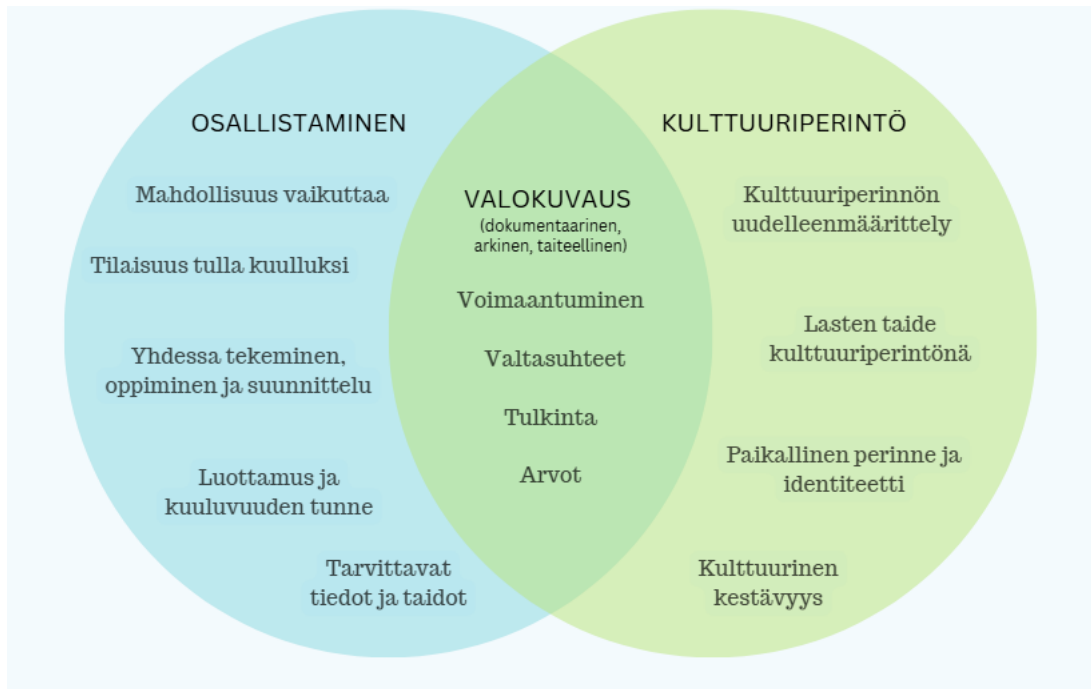 OSALLISTAMINEN
Mahdollisuus vaikuttaa
Tilaisuus tulla kuulluksi
Yhdessa tekeminen,
oppiminen ja suunnittelu
Luottamus ja
kuuluvuuden tunne
Tarvittavat
tiedot ja taidot
VALOKUVAUS
(dokumentaarinen,
arkinen, taiteellinen)
Voimaantuminen
Valtasuhteet
Tulkinta
Arvot
KULTTUURIPERINTÖ
Kulttuuriperinnön
uudelleenmäärittely
Lasten taide
kulttuuriperintönä
Paikallinen perinne ja
identiteetti
Kulttuurinen
kestävyys